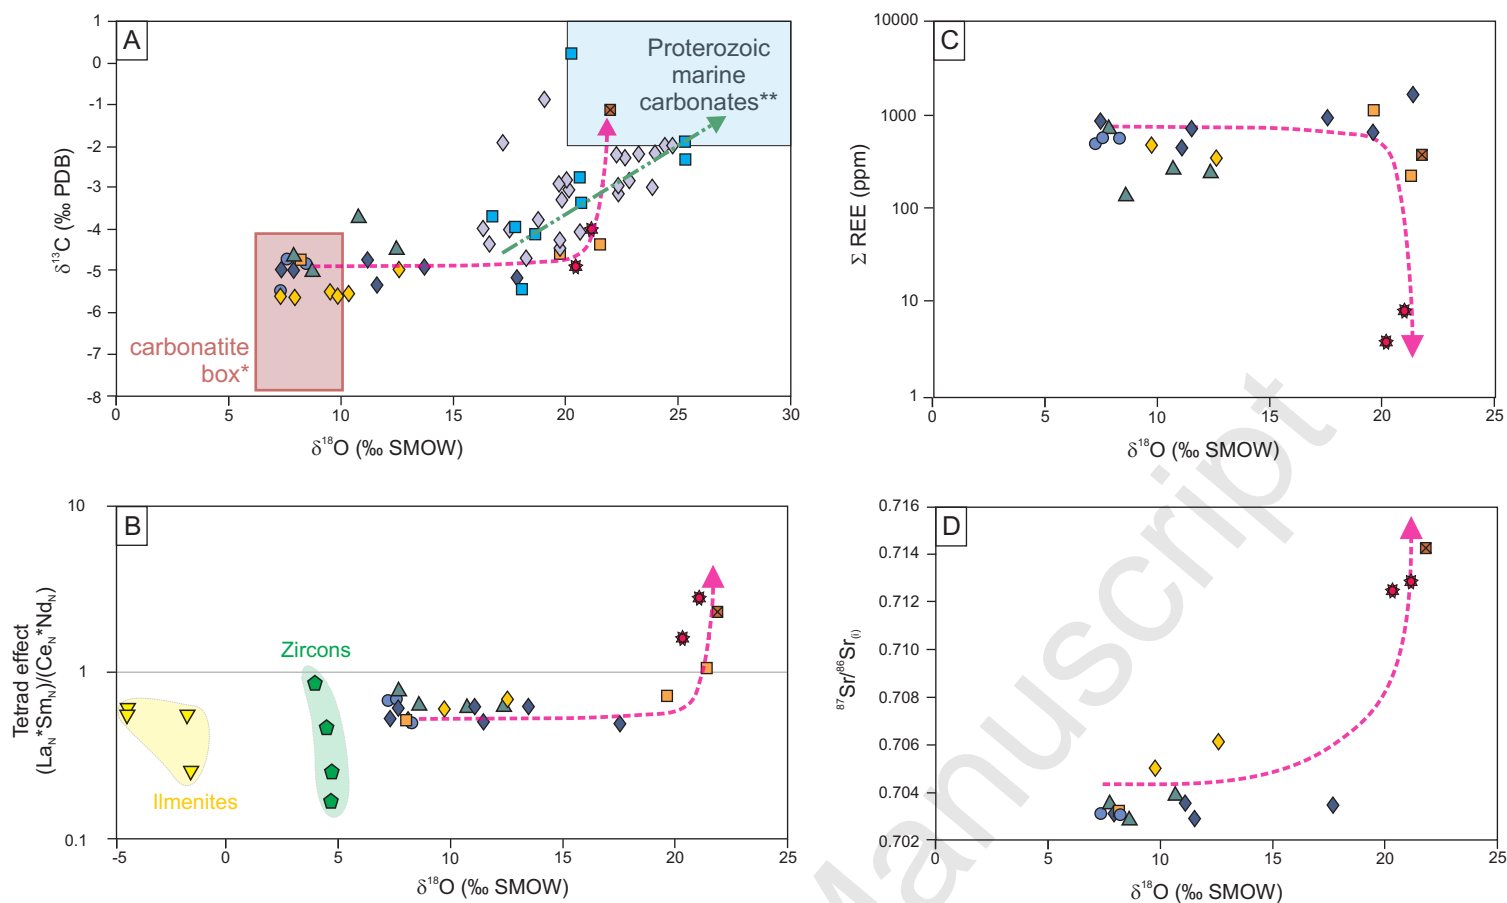 A
1
0
-1
-2
-3
-4
-5
-6
-7
-8
δ13C (‰ PDB)
Proterozoic
marine
carbonates**
carbonatite
box*
0
5
10
15
20
25
30
δ18O (‰ SMOW)
C
10000
1000
100
10
1
Σ REE (ppm)
0
5
10
15
20
25
δ18O (‰ SMOW)
B
10
1
0.1
Tetrad effect
(LaN*SmN)/(CeN*NdN)
Zircons
Ilmenites
-5
0
5
10
15
20
25
δ18O (‰ SMOW)
D
0.716
0.714
0.712
0.710
0.708
0.706
0.704
0.702
87Sr/86Sr(i)
0
5
10
15
20
25
δ18O (‰ SMOW)
Manuscript